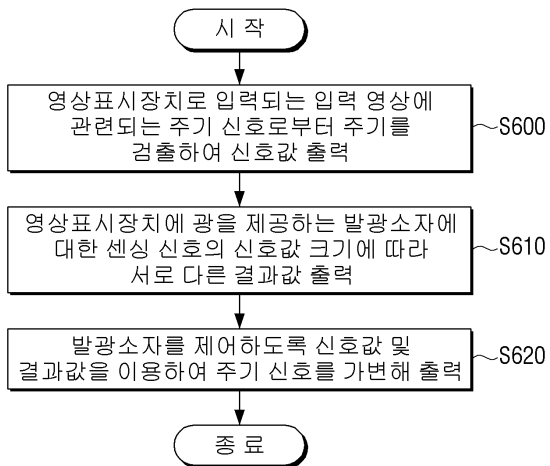 시 작
영상표시장치로 입력되는 입력 영상에
관련되는 주기 신호로부터 주기를
검출하여 신호값 출력
S600
영상표시장치에 광을 제공하는 발광소자에
대한 센싱 신호의 신호값 크기에 따라
서로 다른 결과값 출력
S610
발광소자를 제어하도록 신호값 및
결과값을 이용하여 주기 신호를 가변해 출력
S620
종 료